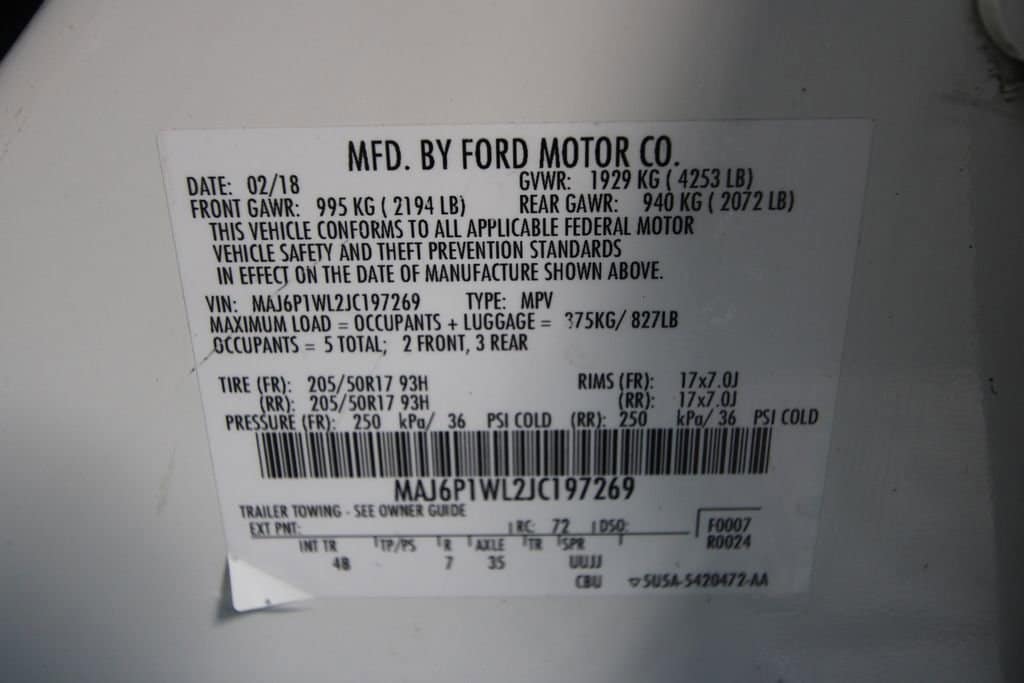 MFD. BY FORD MOTOR CO.
DATE: 02/18 GVWR: 1929 KG ( 4253 LB)
FRONT GAWR: 995 KG ( 2194 LB) REAR GAWR: 940 KG ( 2072 LB)
THIS VEHICLE CONFORMS TO ALL APPLICABLE FEDERAL MOTOR
VEHICLE SAFETY AND THEFT PREVENTION STANDARDS
IN EFFECT ON THE DATE OF MANUFACTURE SHOWN ABOVE.
VIN: MAJ6P1WL2JC197269 TYPE: MPV
MAXIMUM LOAD = OCCUPANTS + LUGGAGE = 375KG/ 827LB
OCCUPANTS = 5 TOTAL; 2 FRONT, 3 REAR
TIRE (FR): 205/50R17 93H RIMS (FR): 17x7.0J
(RR): 205/50R17 93H (RR): 17x7.0J
PRESSURE (FR): 250 kPa/ 36 PSI COLD (RR): 250 kPa/ 36 PSI COLD
MAJ6P1WL2JC197269
TRAILER TOWING - SEE OWNER GUIDE
EXT PNT: RC: 72 DSO: F0007
R0024
INT TR TP/PS R AXLE TR SPR
48 7 35 UUJJ
CBU 5U5A-5420472-AA